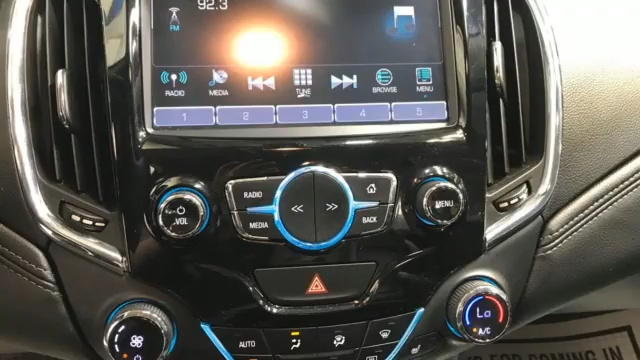 92.3
FM
RADIO MEDIA TUNE BROWSE MENU
1 2 3 4 5
RADIO
VOL MENU
MEDIA BACK
AUTO
Lo
A/C